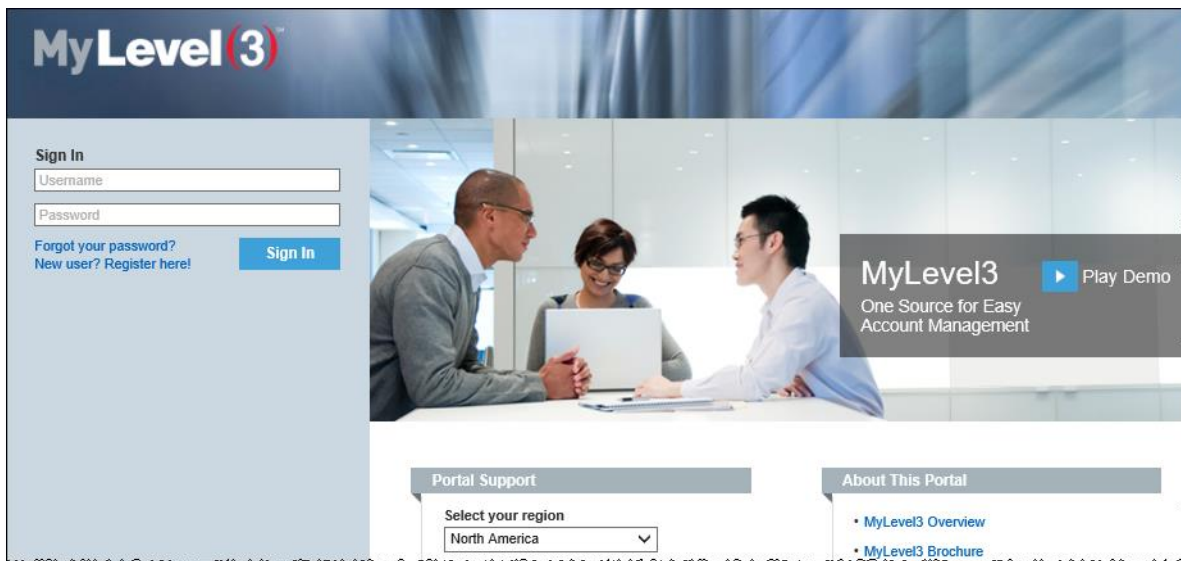 MyLevel(3)℠
Sign In
Username
Password
Forgot your password?
New user? Register here!
Sign In
MyLevel3
One Source for Easy
Account Management
Play Demo
Portal Support
Select your region
North America
About This Portal
• MyLevel3 Overview
• MyLevel3 Brochure